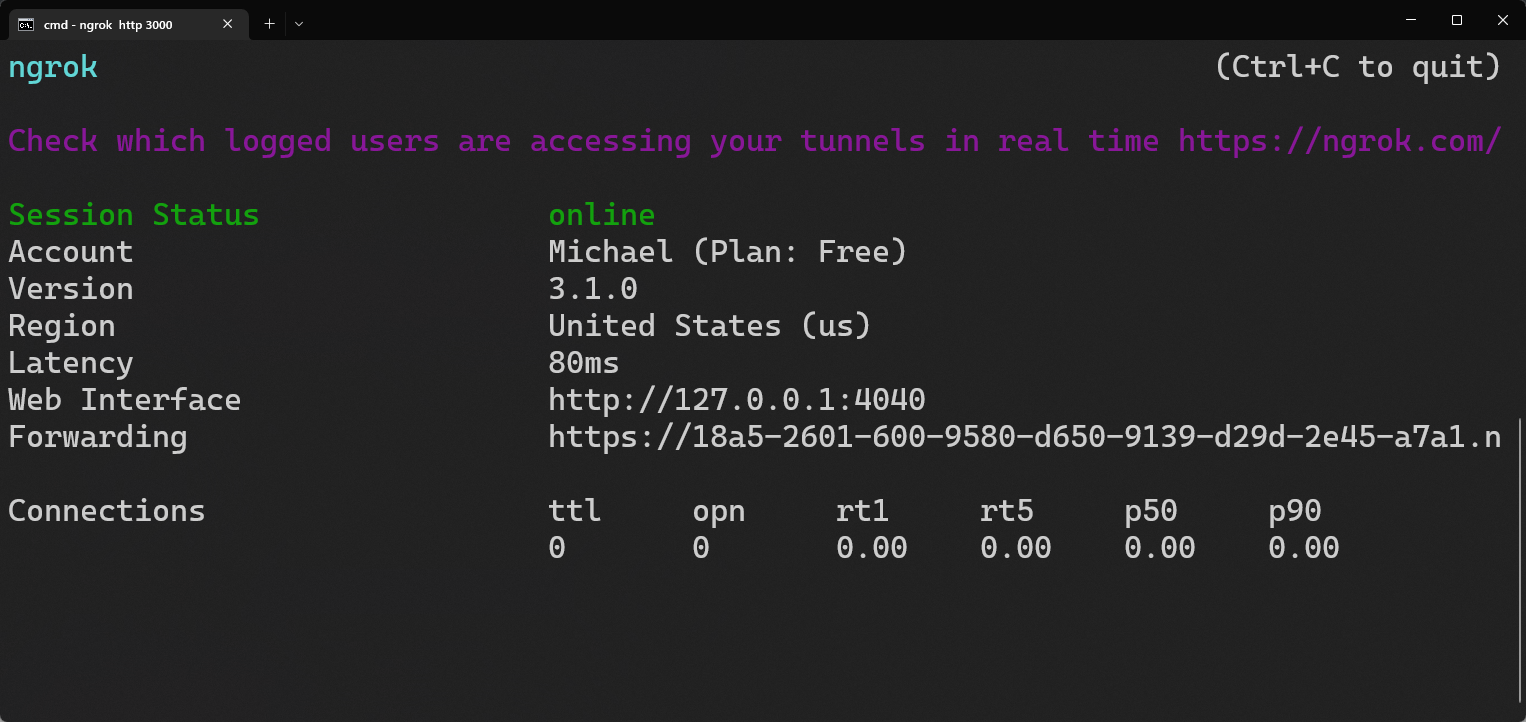 cmd - ngrok http 3000
ngrok (Ctrl+C to quit)
Check which logged users are accessing your tunnels in real time https://ngrok.com/
Session Status online
Account Michael (Plan: Free)
Version 3.1.0
Region United States (us)
Latency 80ms
Web Interface http://127.0.0.1:4040
Forwarding https://18a5-2601-600-9580-d650-9139-d29d-2e45-a7a1.n
Connections ttl opn rt1 rt5 p50 p90
0 0 0.00 0.00 0.00 0.00